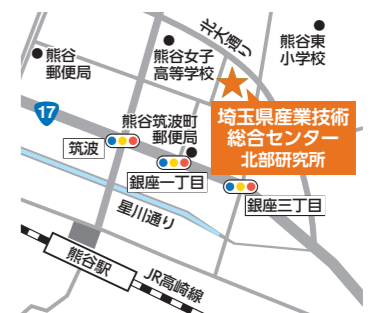 北大通り
熊谷
郵便局
熊谷女子
高等学校
熊谷東
小学校
17
埼玉県産業技術
総合センター
北部研究所
熊谷筑波町
郵便局
筑波
銀座一丁目
銀座三丁目
星川通り
熊谷駅
JR高崎線